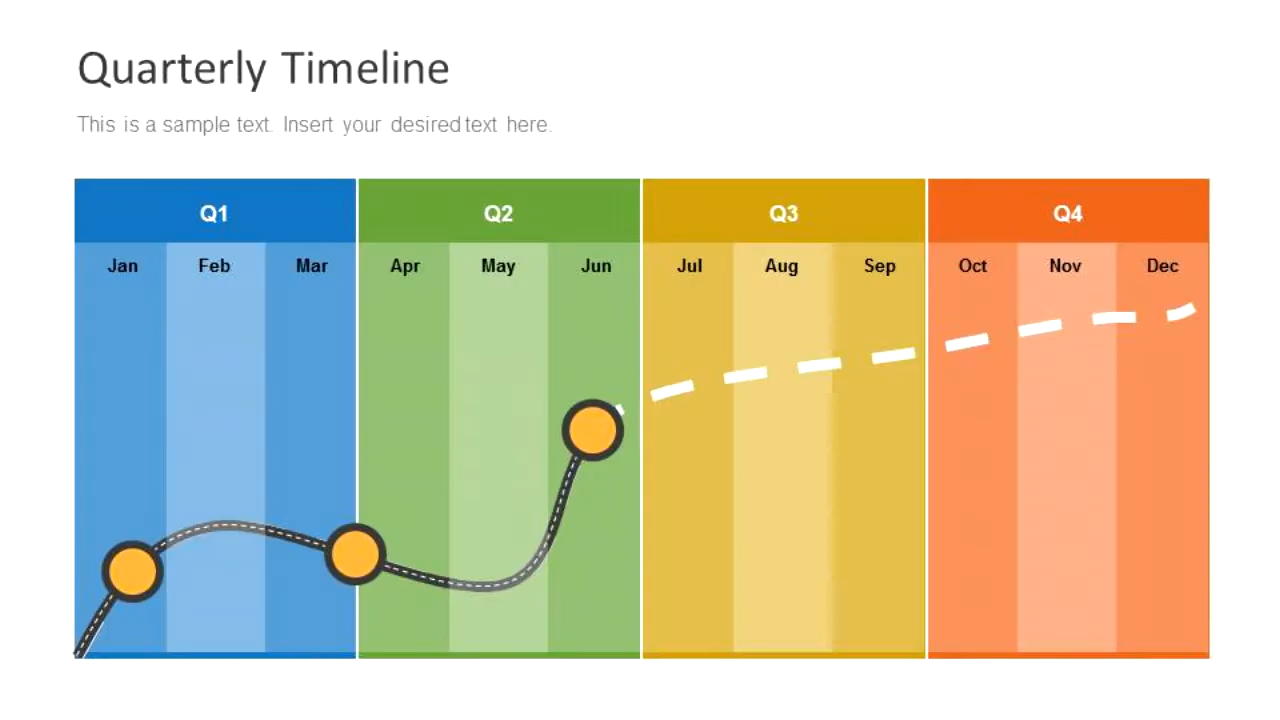 Quarterly Timeline
This is a sample text. Insert your desired text here.
Q1 Q2 Q3 Q4
Jan Feb Mar Apr May Jun Jul Aug Sep Oct Nov Dec